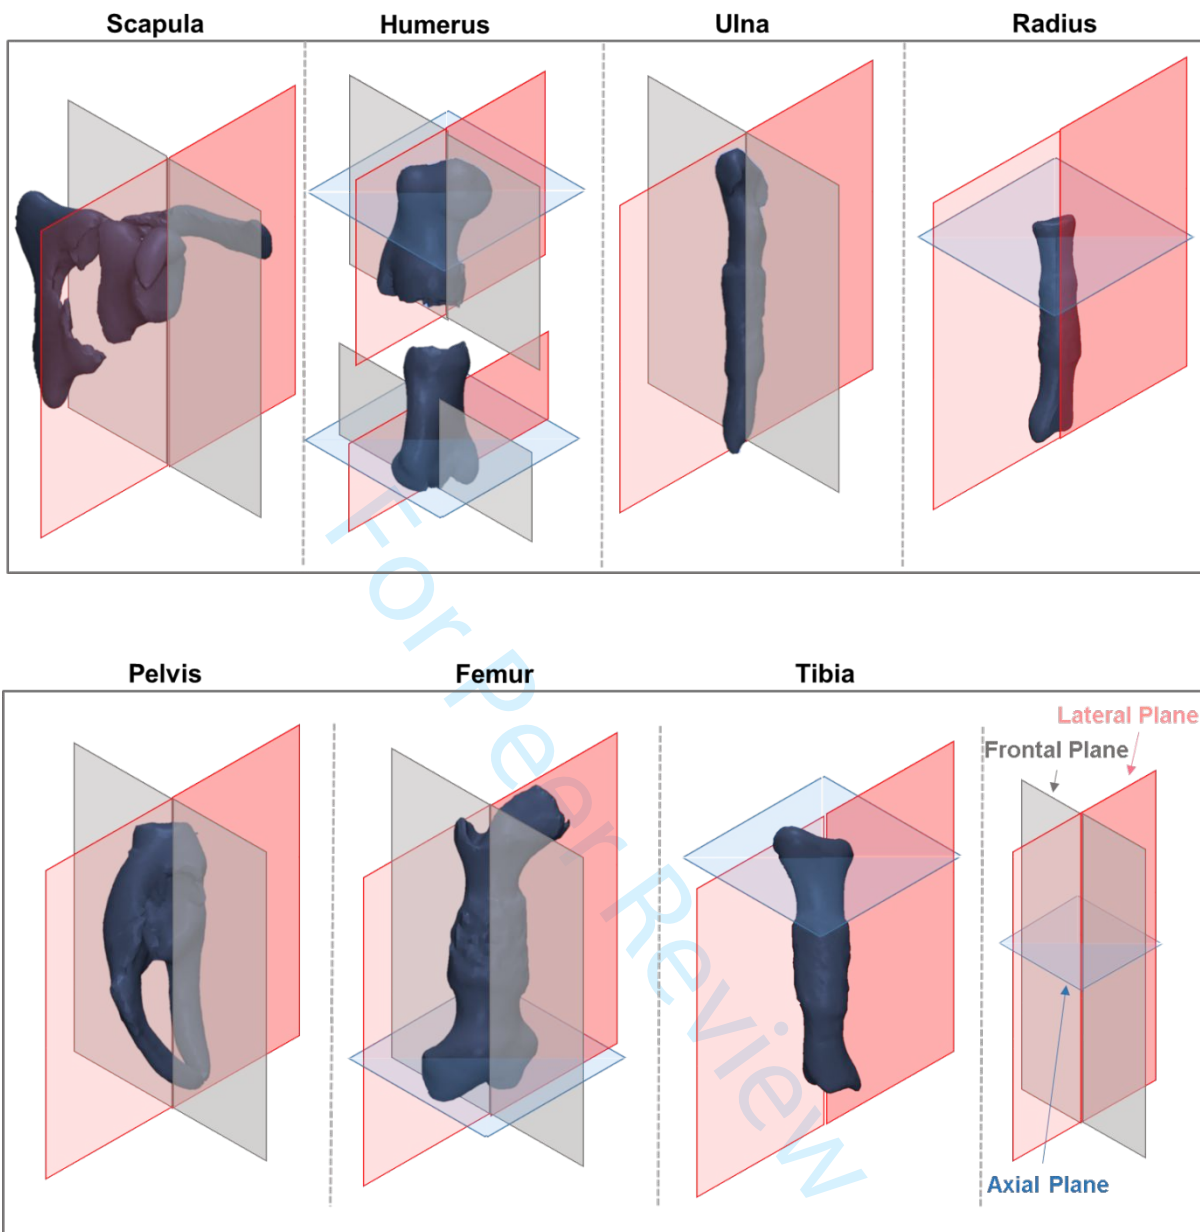 Scapula Humerus Ulna Radius
For Peer Review
Pelvis Femur Tibia
Lateral Plane
Frontal Plane
Axial Plane